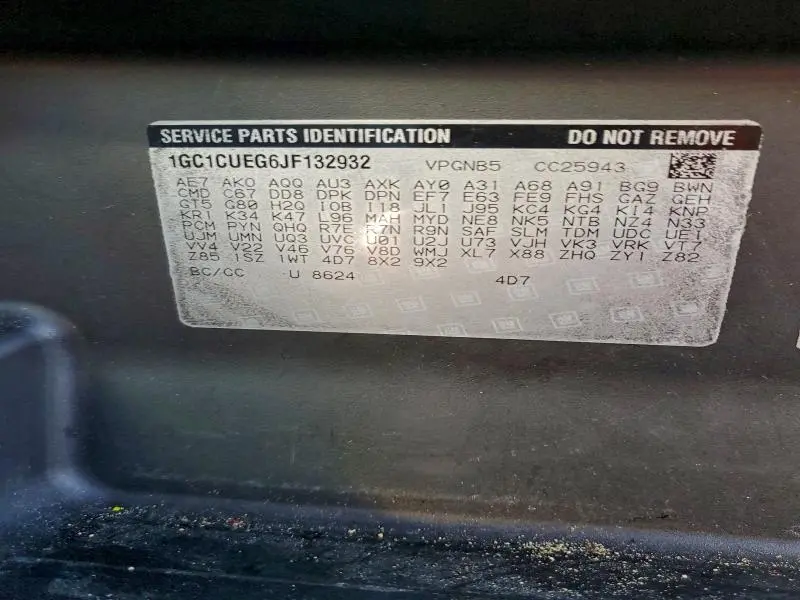 SERVICE PARTS IDENTIFICATION DO NOT REMOVE
1GC1CUEG6JF132932 VPGNB5 CC25943
AE7 AKO AQQ AU3 AXK AY0 A31 A68 A91 BG9 BWN
CMD C67 DD8 DPK DPN EF7 E63 FE9 FHS GAZ GEH
GT5 G80 H2Q IOB I18 JL1 J96 KC4 KG4 KI4 KNP
KR1 K34 K47 L96 MAH MYD NE8 NK5 NTB NZ4 N33
PCM PYN QHQ R7E R7N R9N SAF SLM TDM UDC UE1
UJM UMN UQ3 UVC U01 U2J U73 VJH VK3 VRK VT7
VV4 V22 V46 V76 V8D WMJ XL7 X88 ZHQ ZY1 Z82
Z85 1SZ 1WT 4D7 8X2 9X2
BC/CC U 8624 4D7